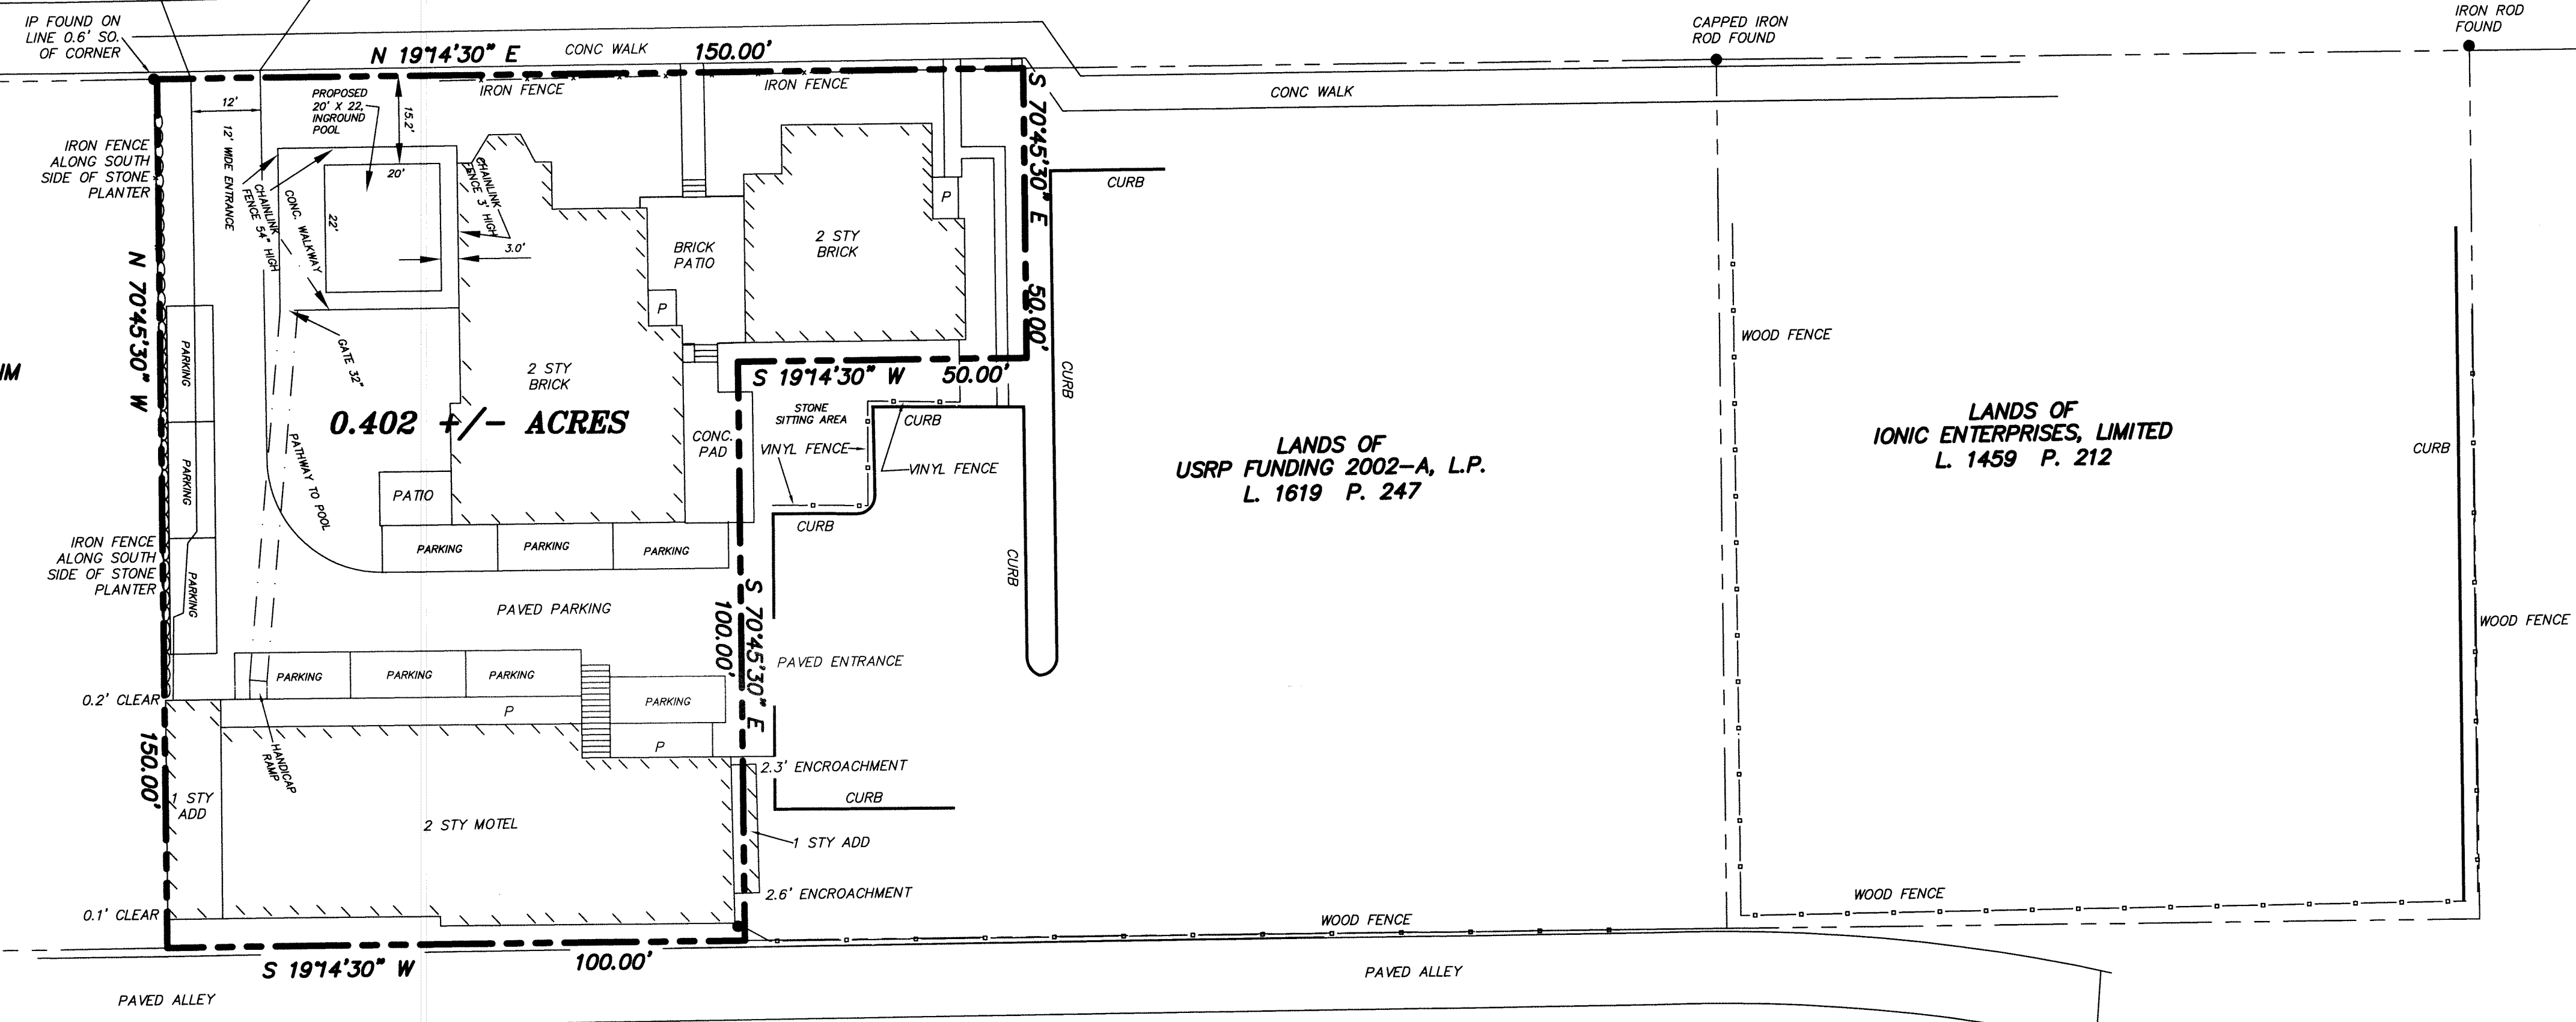 IP FOUND ON
LINE 0.6' SO.
OF CORNER
N 19°14'30" E
CONC WALK
150.00'
CAPPED IRON
ROD FOUND
IRON ROD
FOUND
IRON FENCE
IRON FENCE
CONC WALK
12'
12' WIDE ENTRANCE
PROPOSED
20' X 22,
INGROUND
POOL
15.2'
20'
22'
CHAINLINK
FENCE 54" HIGH
CONC. WALKWAY
CHAINLINK
FENCE 3' HIGH
3.0'
IRON FENCE
ALONG SOUTH
SIDE OF STONE
PLANTER
N 70°45'30" W
S 70°45'30" E
50.00'
CURB
P
2 STY
BRICK
BRICK
PATIO
P
GATE 32"
2 STY
BRICK
S 19°14'30" W
50.00'
CURB
WOOD FENCE
IM
PARKING
PARKING
PARKING
0.402 +/- ACRES
PATHWAY TO POOL
CONC.
PAD
STONE
SITTING AREA
CURB
VINYL FENCE
VINYL FENCE
LANDS OF
USRP FUNDING 2002-A, L.P.
L. 1619 P. 247
LANDS OF
IONIC ENTERPRISES, LIMITED
L. 1459 P. 212
CURB
PATIO
CURB
CURB
PARKING
PARKING
PARKING
IRON FENCE
ALONG SOUTH
SIDE OF STONE
PLANTER
PAVED PARKING
100.00'
S 70°45'30" E
PAVED ENTRANCE
WOOD FENCE
PARKING
PARKING
PARKING
PARKING
0.2' CLEAR
P
P
HANDICAP
RAMP
150.00'
2.3' ENCROACHMENT
CURB
1 STY
ADD
2 STY MOTEL
1 STY ADD
2.6' ENCROACHMENT
0.1' CLEAR
WOOD FENCE
WOOD FENCE
S 19°14'30" W
100.00'
PAVED ALLEY
PAVED ALLEY